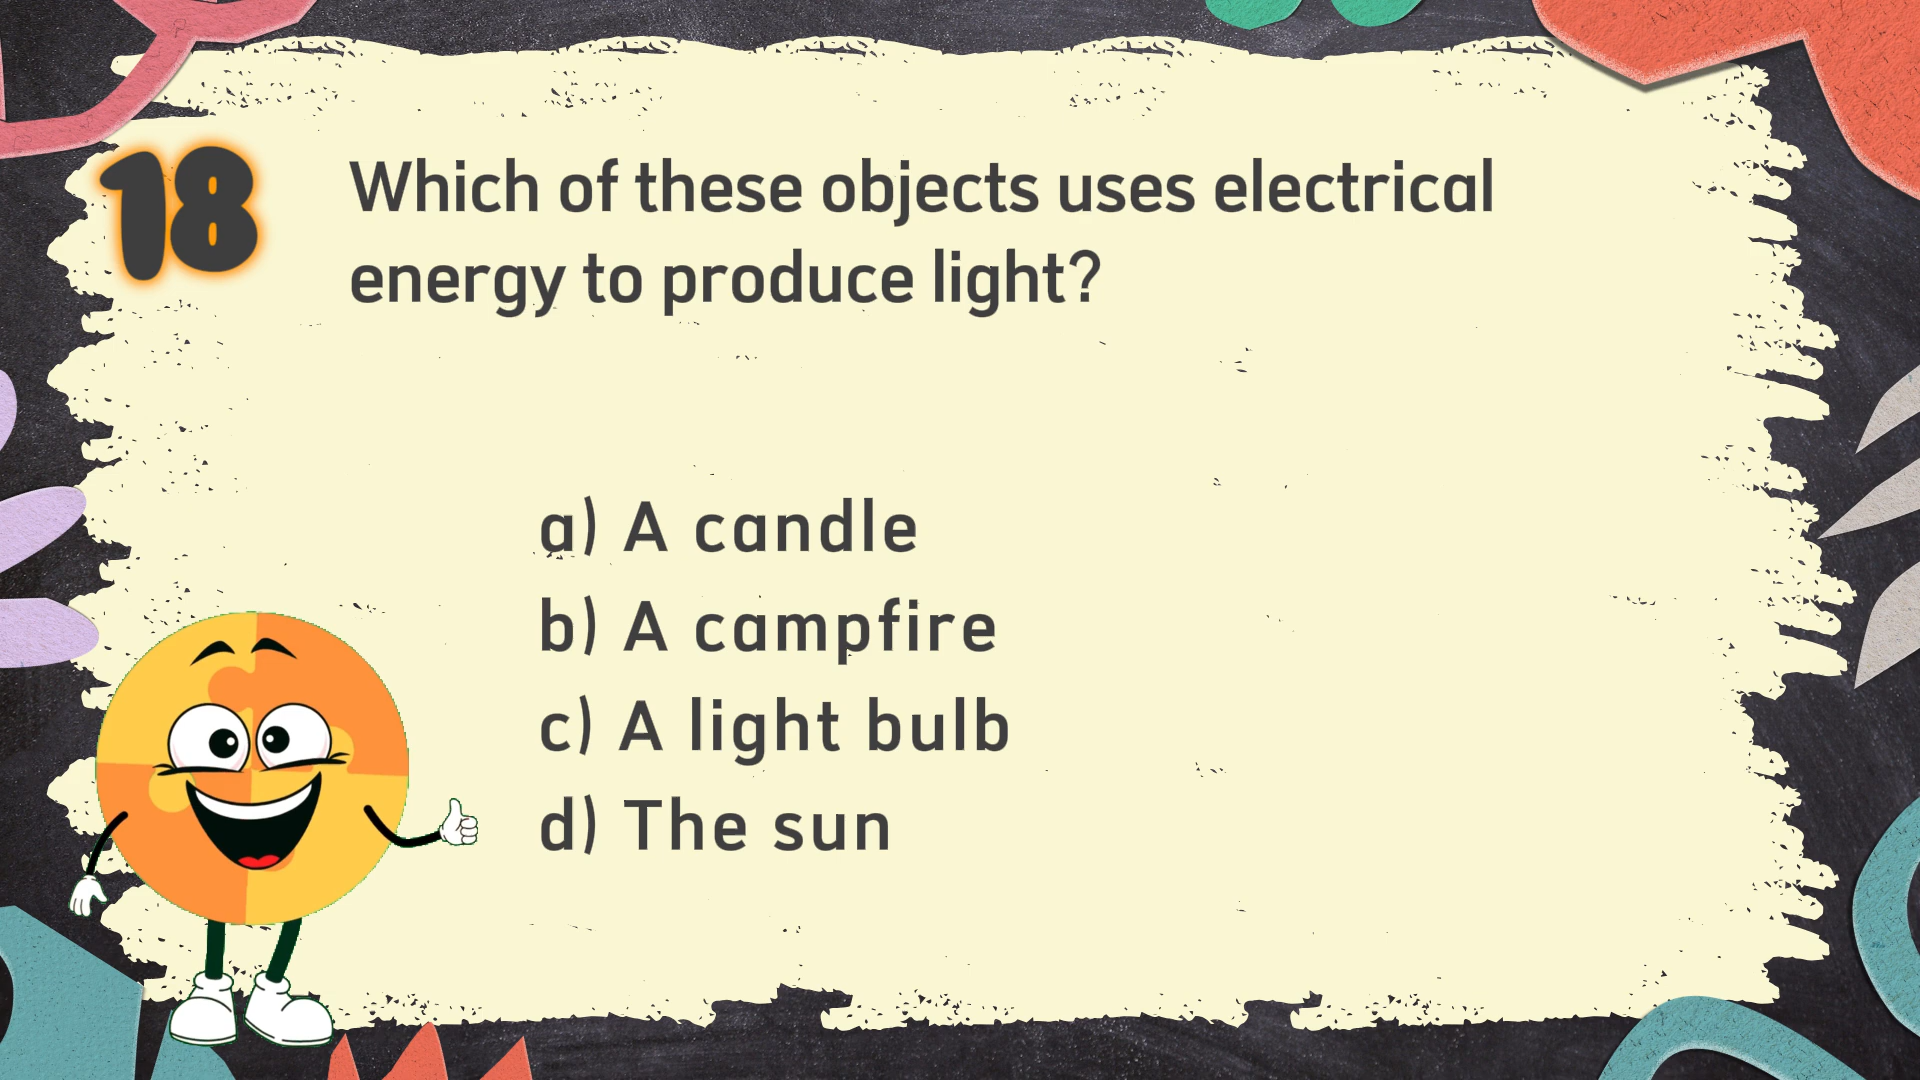 18
Which of these objects uses electrical
energy to produce light?
a) A candle
b) A campfire
c) A light bulb
d) The sun